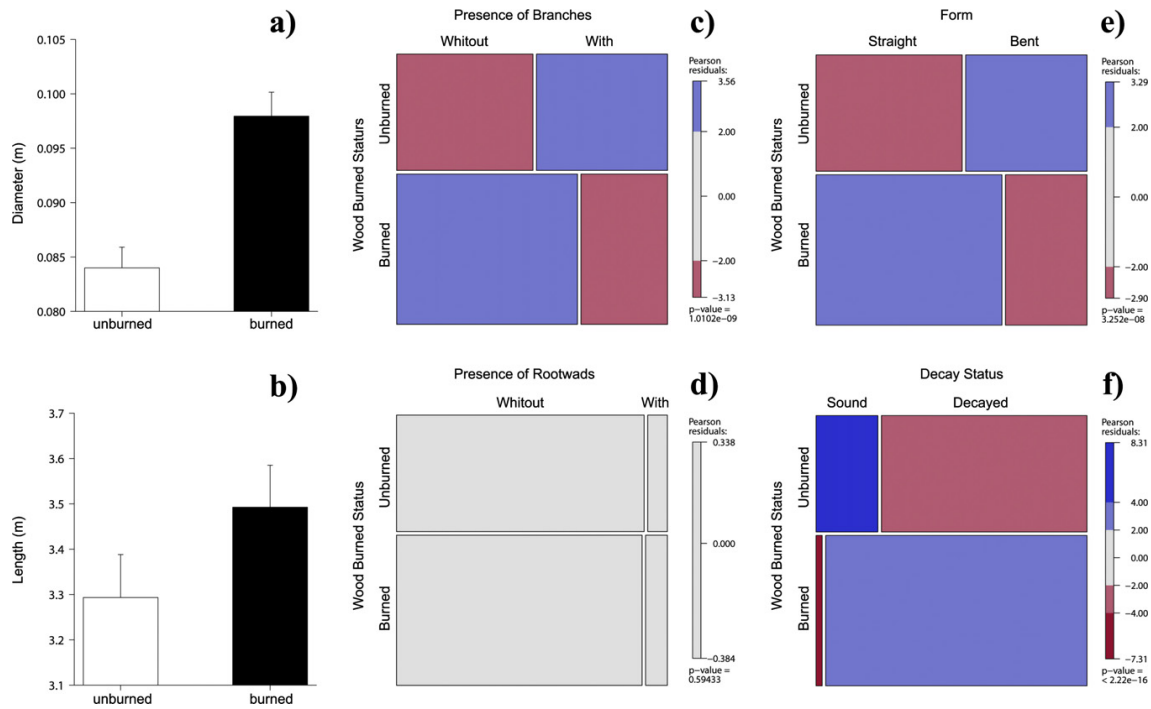 a)
0.105
0.100
0.095
0.090
0.085
0.080
Diameter (m)
unburned
burned
c)
Presence of Branches
Whitout
With
Wood Burned Staturs
Unburned
Burned
Pearson
residuals:
3.56
2.00
0.00
−2.00
−3.13
p-value =
1.0102e−09
e)
Form
Straight
Bent
Wood Burned Staturs
Unburned
Burned
Pearson
residuals:
3.29
2.00
0.00
−2.00
−2.90
p-value =
3.252e−08
b)
3.7
3.6
3.5
3.4
3.3
3.2
3.1
Length (m)
unburned
burned
d)
Presence of Rootwads
Whitout
With
Wood Burned Status
Unburned
Burned
Pearson
residuals:
0.338
0.000
−0.384
p-value =
0.59433
f)
Decay Status
Sound
Decayed
Wood Burned Status
Unburned
Burned
Pearson
residuals:
8.31
4.00
2.00
0.00
−2.00
−4.00
−7.31
p-value =
< 2.22e−16